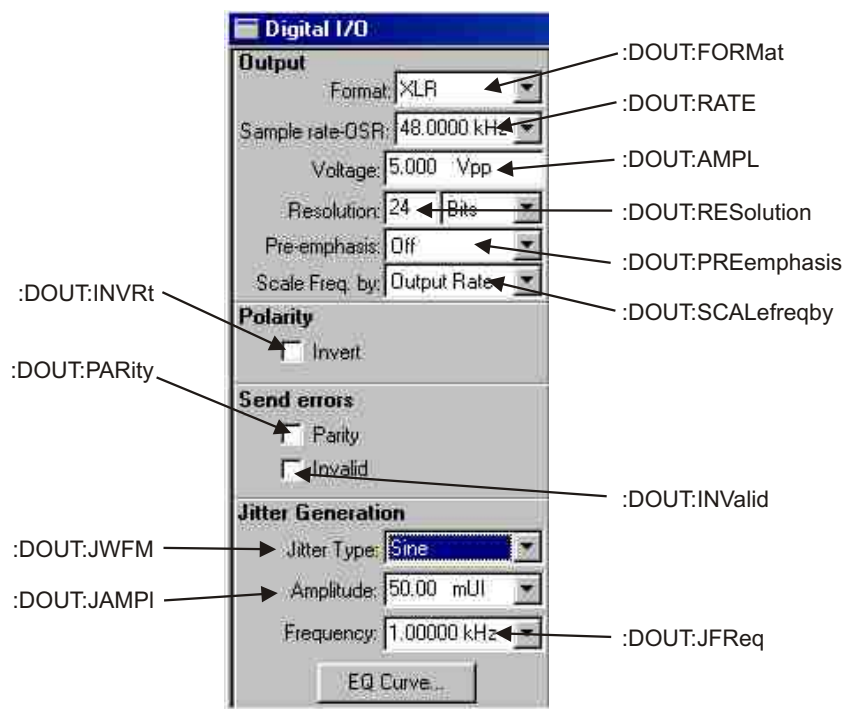 Digital I/O
Output
Format: XLR
:DOUT:FORMat
Sample rate-OSR: 48.0000 kHz
:DOUT:RATE
Voltage: 5.000 Vpp
:DOUT:AMPL
Resolution: 24 Bits
:DOUT:RESolution
Pre-emphasis: Off
:DOUT:PREemphasis
Scale Freq. by: Output Rate
:DOUT:SCALefreqby
:DOUT:INVRt
Polarity
Invert
:DOUT:PARity
Send errors
Parity
Invalid
:DOUT:INValid
Jitter Generation
:DOUT:JWFM
Jitter Type: Sine
:DOUT:JAMPl
Amplitude: 50.00 mUI
Frequency: 1.00000 kHz
:DOUT:JFReq
EQ Curve...